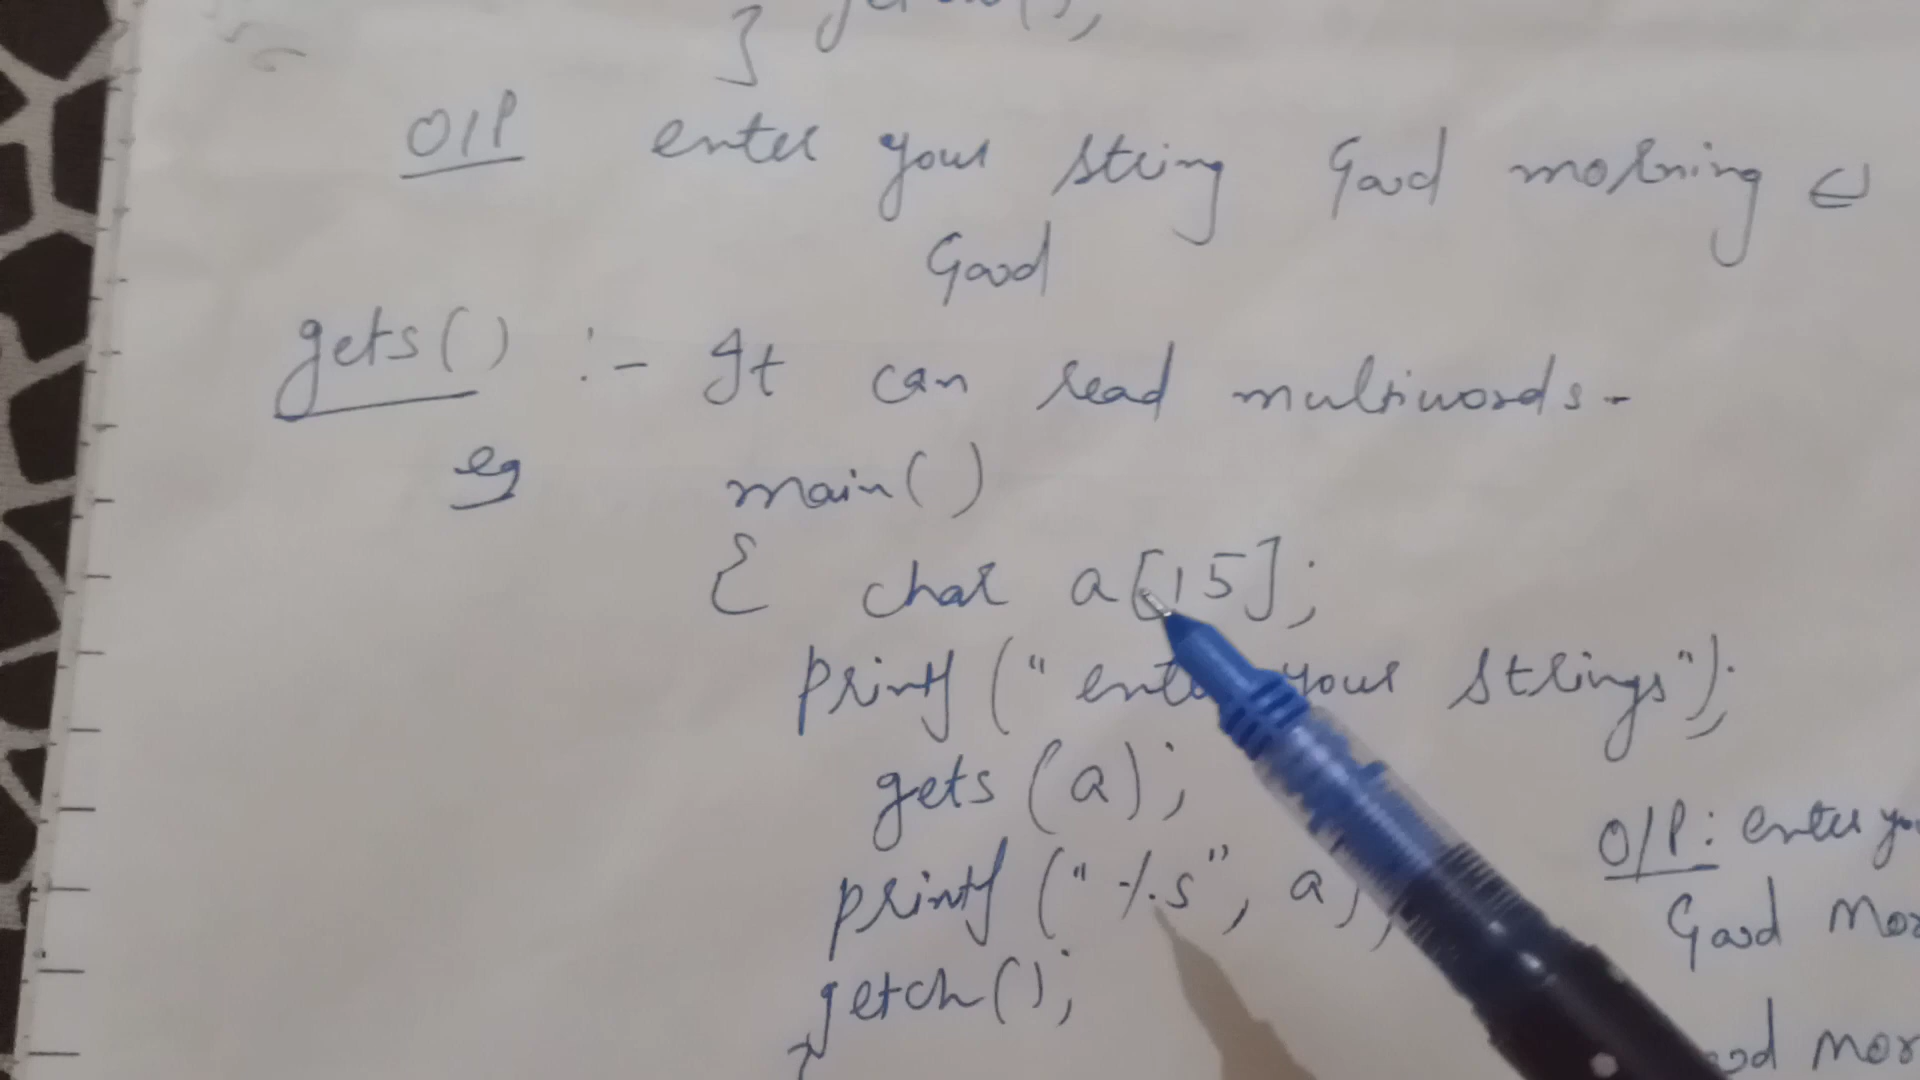 }
O/P enter your string Good morning ↵
Good
gets() :- It can read multiwords.
eg main()
{ char a[15];
printf ("enter your strings");
gets (a);
printf ("%s", a);
getch();
}
O/P: enter
Good